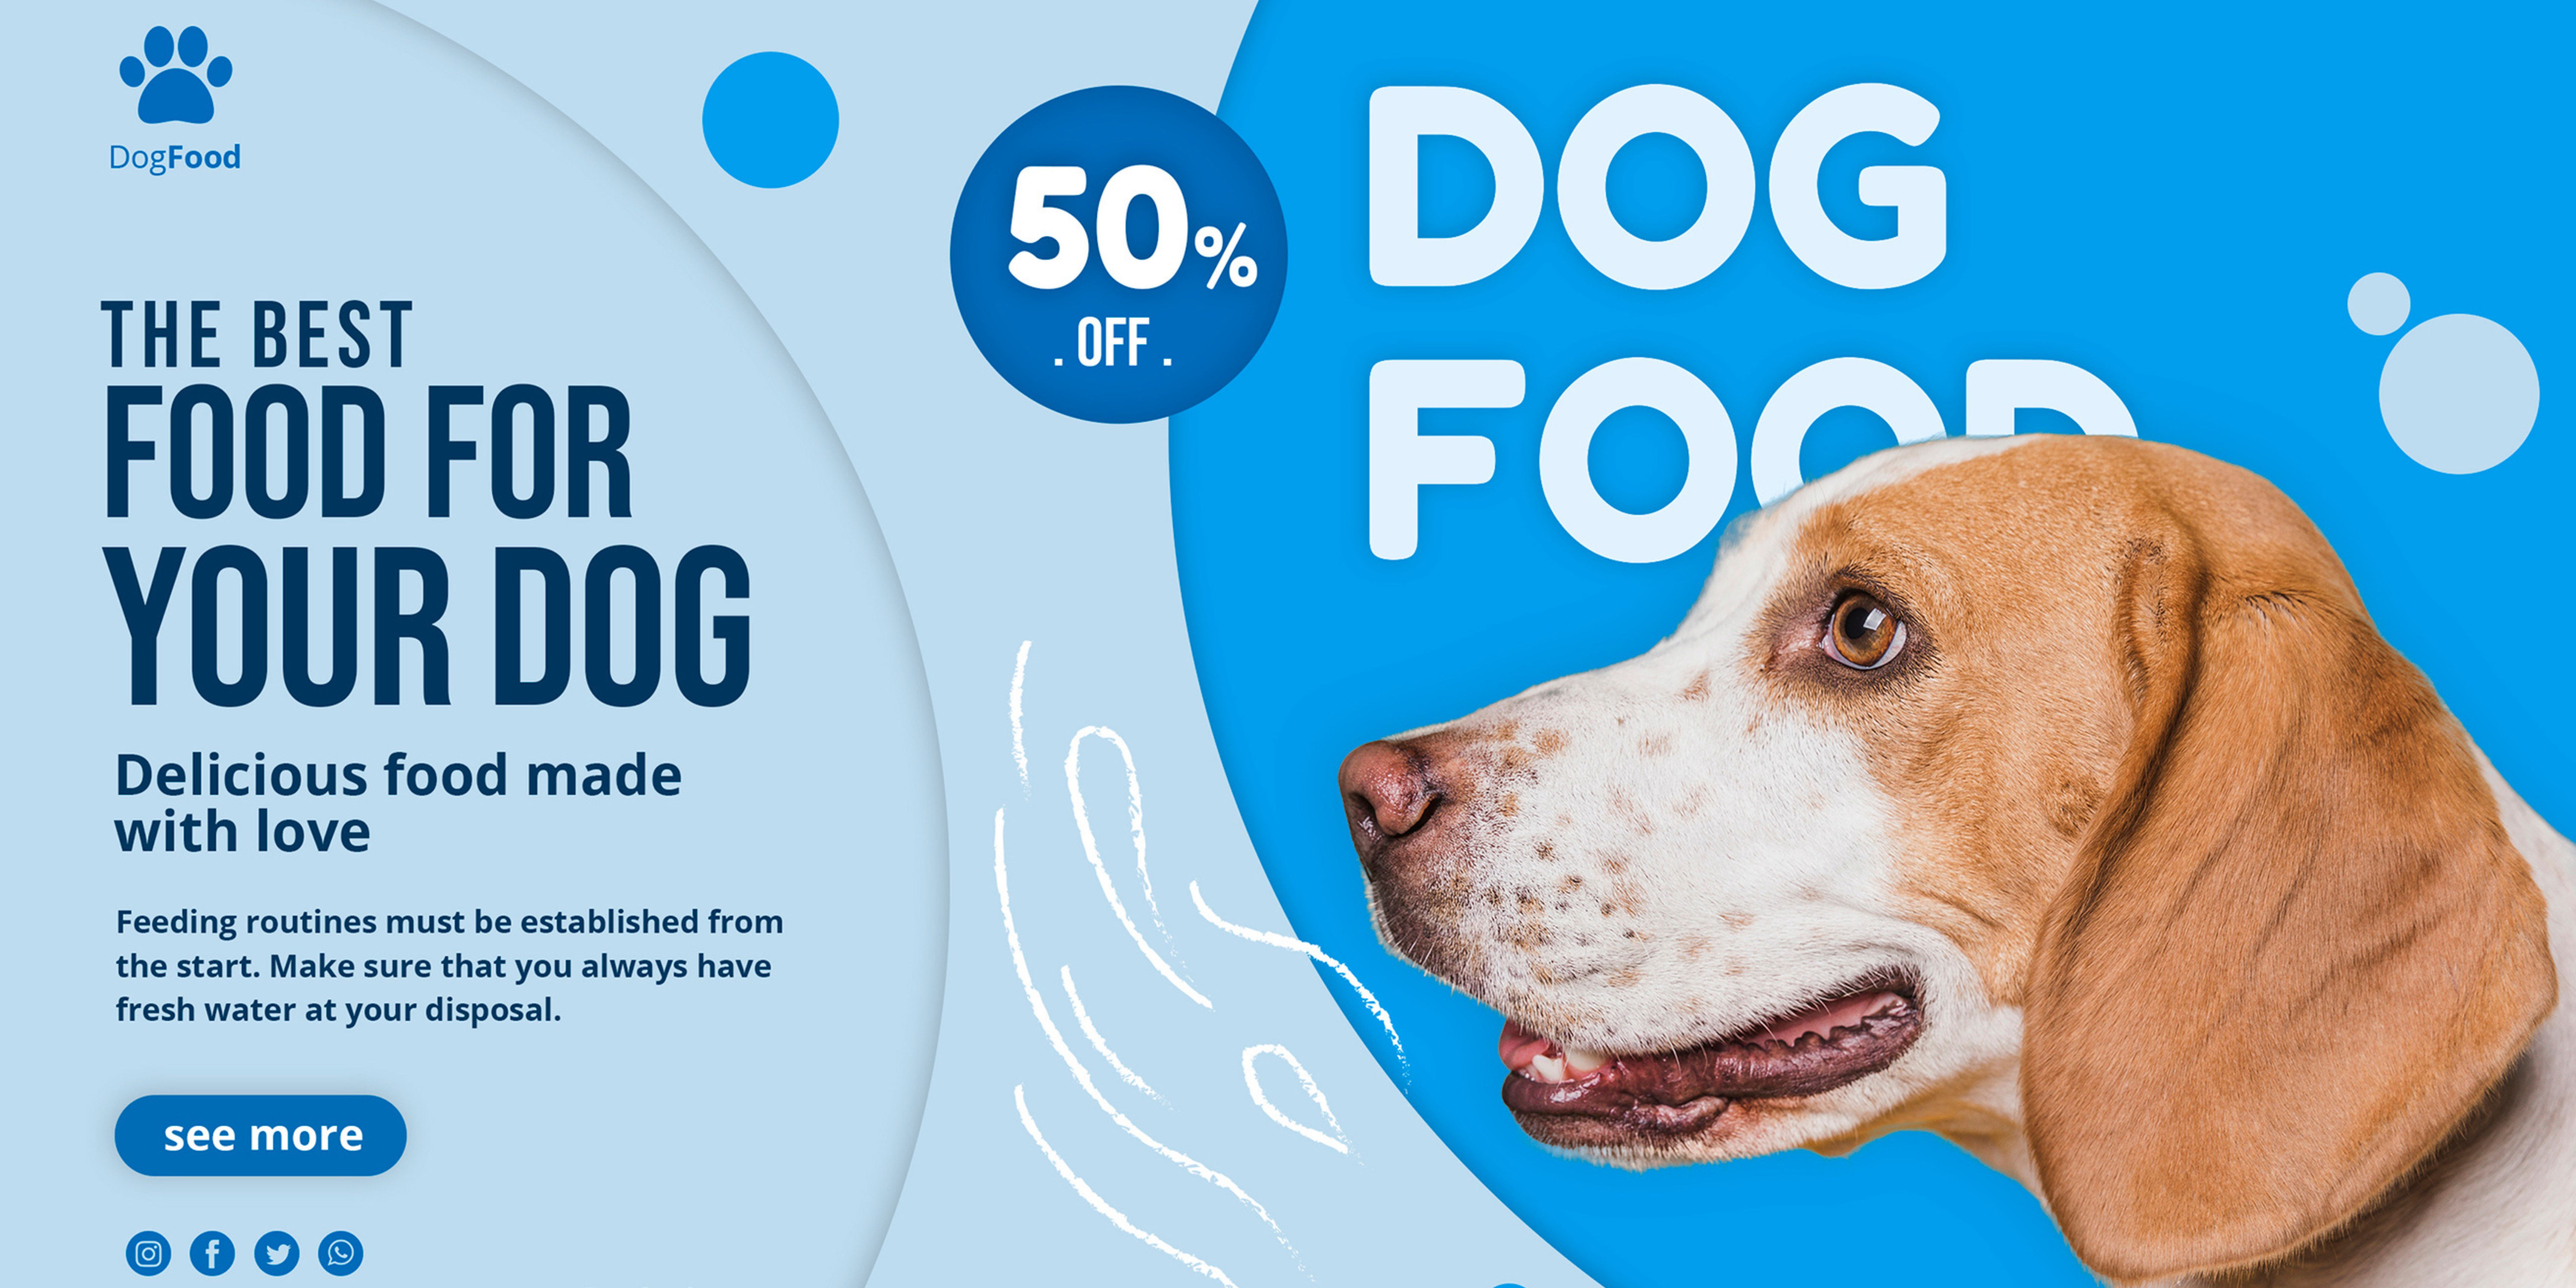 DogFood
THE BEST
FOOD FOR
YOUR DOG
Delicious food made
with love
Feeding routines must be established from
the start. Make sure that you always have
fresh water at your disposal.
see more
50%
. OFF .
DOG
FOOD